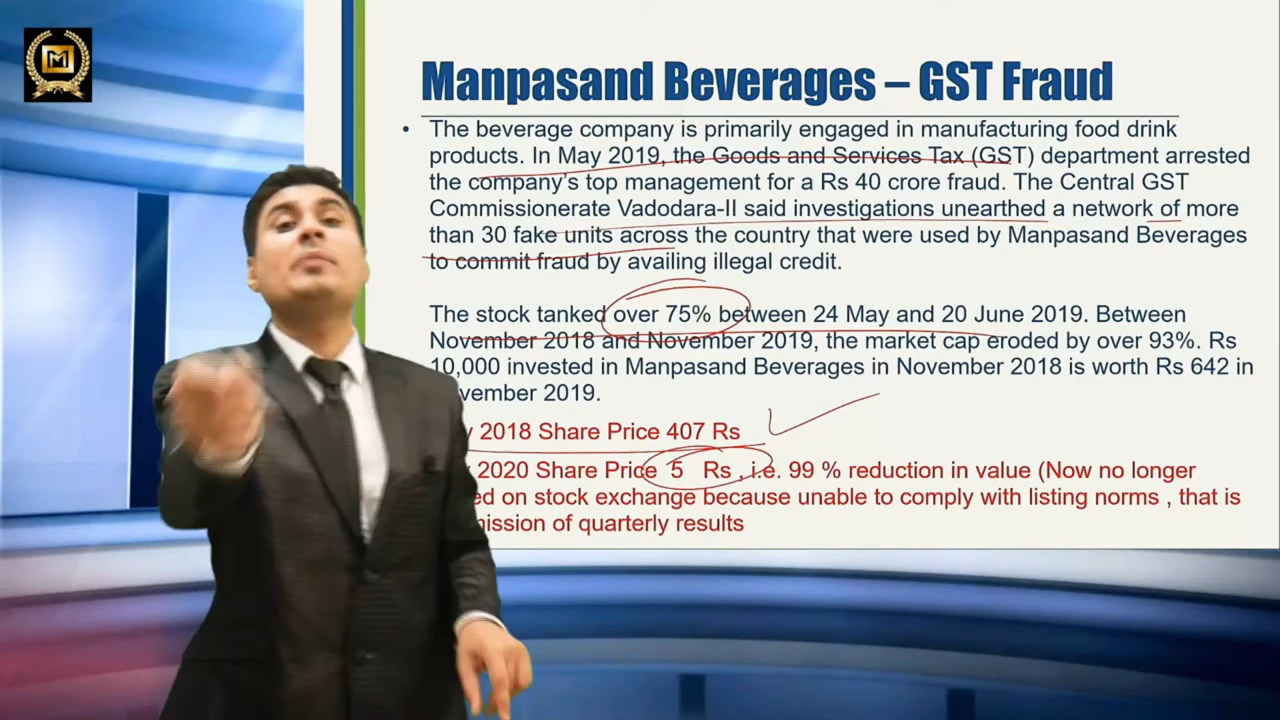 M
Manpasand Beverages – GST Fraud
• The beverage company is primarily engaged in manufacturing food drink
products. In May 2019, the Goods and Services Tax (GST) department arrested
the company's top management for a Rs 40 crore fraud. The Central GST
Commissionerate Vadodara-II said investigations unearthed a network of more
than 30 fake units across the country that were used by Manpasand Beverages
to commit fraud by availing illegal credit.
The stock tanked over 75% between 24 May and 20 June 2019. Between
November 2018 and November 2019, the market cap eroded by over 93%. Rs
10,000 invested in Manpasand Beverages in November 2018 is worth Rs 642 in
vember 2019.
2018 Share Price 407 Rs
2020 Share Price 5 Rs , i.e. 99 % reduction in value (Now no longer
ed on stock exchange because unable to comply with listing norms , that is
ission of quarterly results